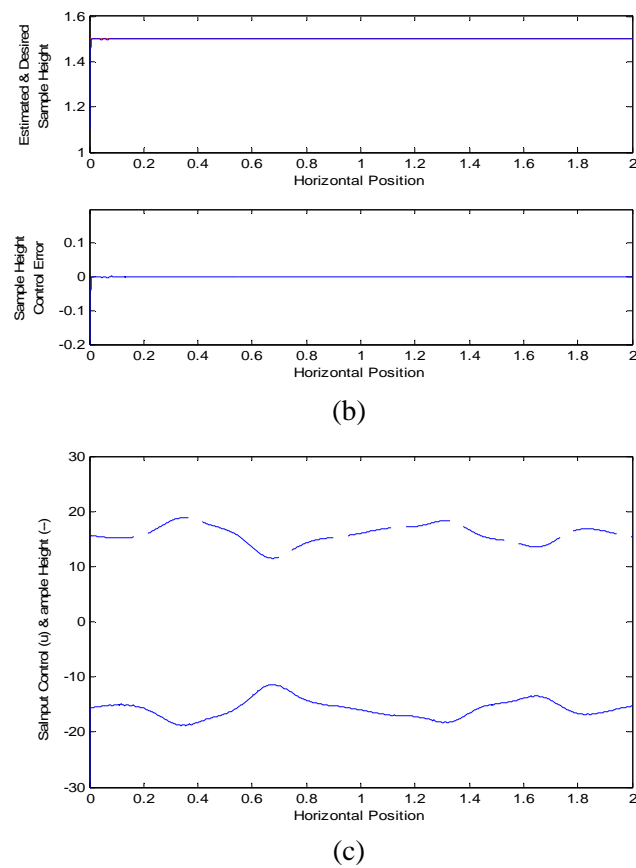 1.6
1.4
1.2
1
Estimated & Desired
Sample Height
0 0.2 0.4 0.6 0.8 1 1.2 1.4 1.6 1.8 2
Horizontal Position
0.1
0
-0.1
-0.2
Sample Height
Control Error
0 0.2 0.4 0.6 0.8 1 1.2 1.4 1.6 1.8 2
Horizontal Position
(b)
30
20
10
0
-10
-20
-30
SaInput Control (u) & ample Height (--)
0 0.2 0.4 0.6 0.8 1 1.2 1.4 1.6 1.8 2
Horizontal Position
(c)